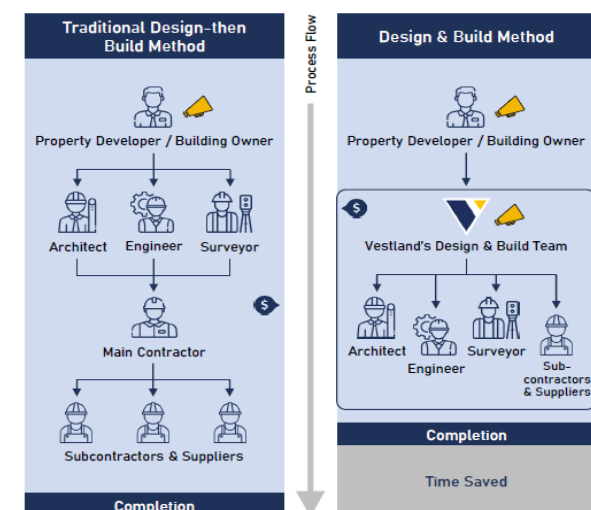 Traditional Design-then
Build Method
Property Developer / Building Owner
Architect
Engineer
Surveyor
$
Main Contractor
Subcontractors & Suppliers
Completion
Process Flow
Design & Build Method
Property Developer / Building Owner
$
Vestland's Design & Build Team
Architect
Engineer
Surveyor
Sub-
contractors
& Suppliers
Completion
Time Saved